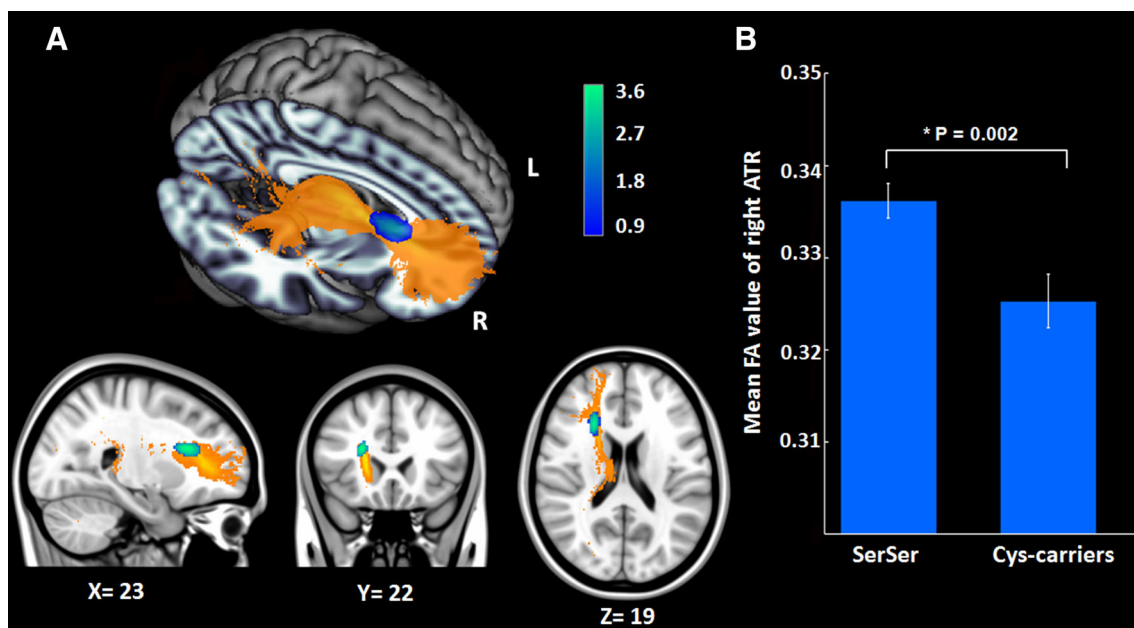 A
3.6
2.7
1.8
0.9
L
R
X= 23
Y= 22
Z= 19
B
Mean FA value of right ATR
0.35
0.34
0.33
0.32
0.31
* P = 0.002
SerSer
Cys-carriers